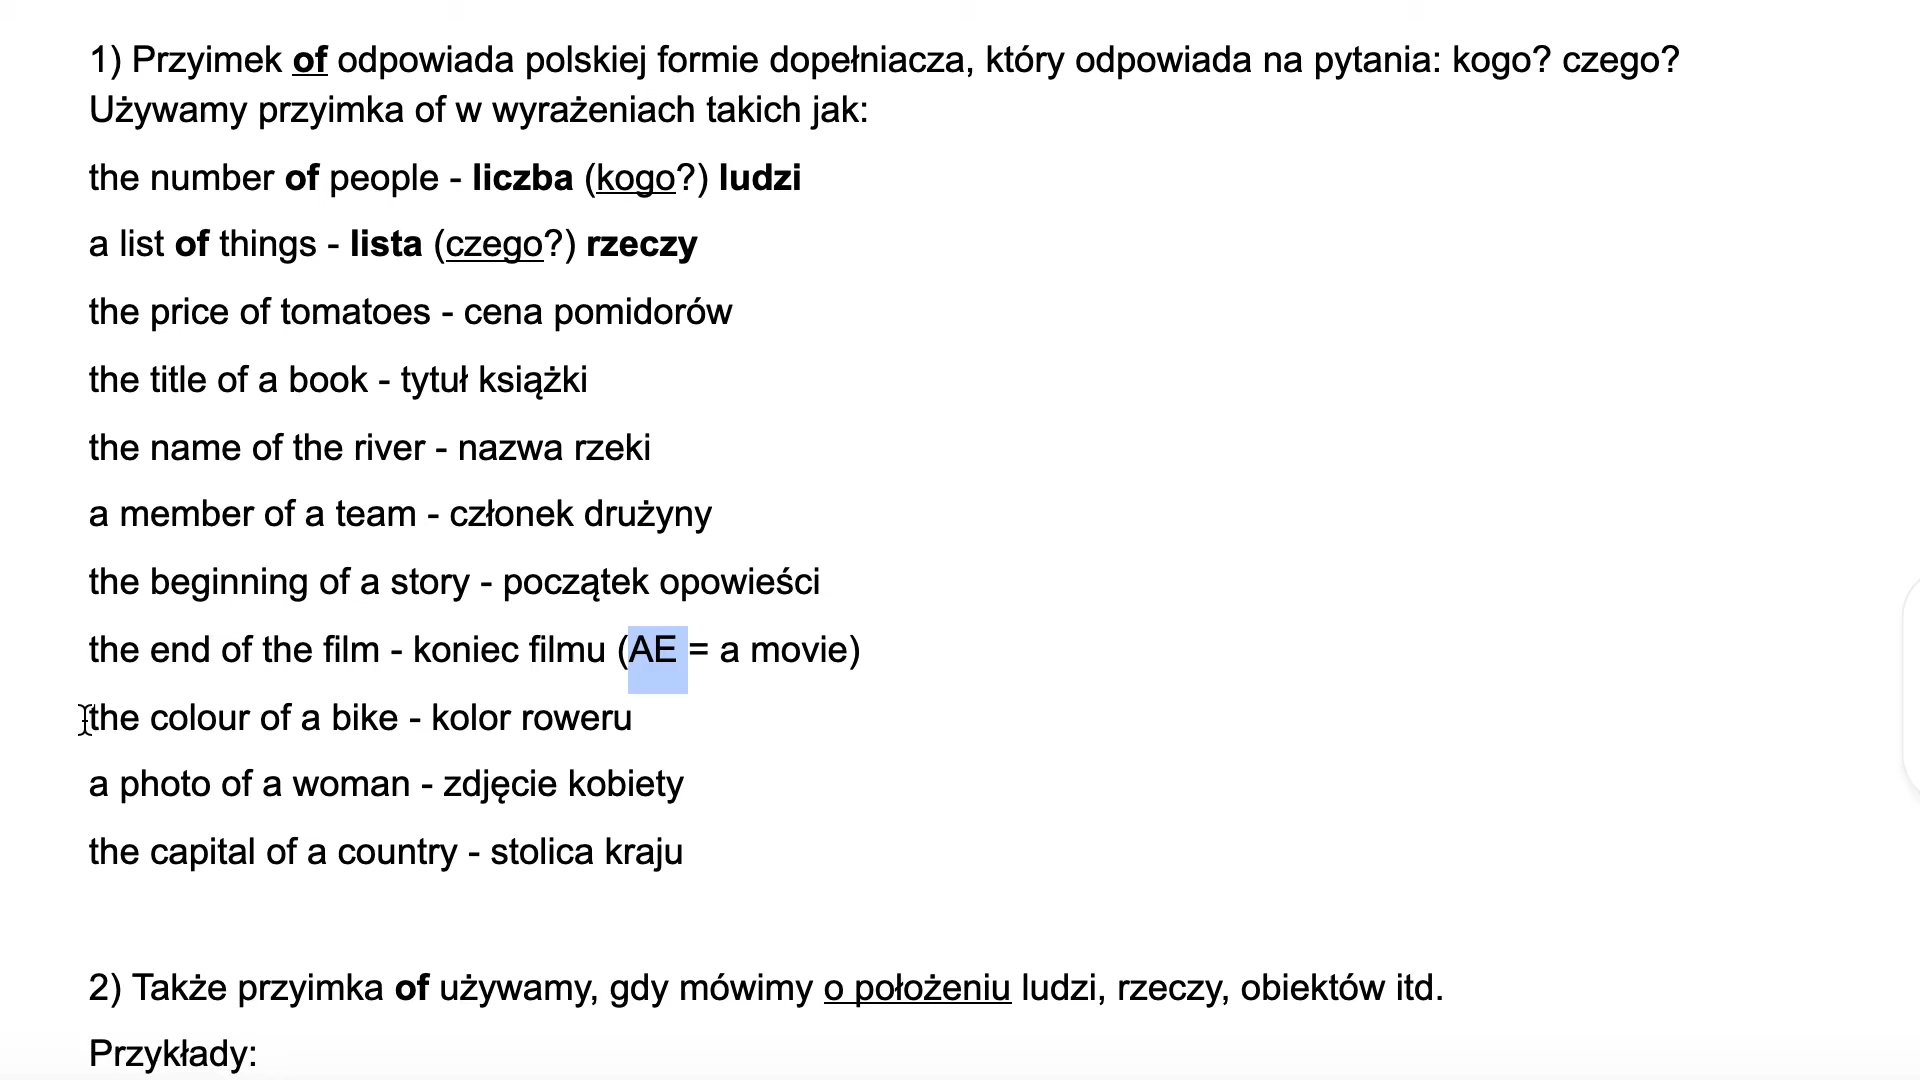 1) Przyimek of odpowiada polskiej formie dopełniacza, który odpowiada na pytania: kogo? czego?
Używamy przyimka of w wyrażeniach takich jak:
the number of people - liczba (kogo?) ludzi
a list of things - lista (czego?) rzeczy
the price of tomatoes - cena pomidorów
the title of a book - tytuł książki
the name of the river - nazwa rzeki
a member of a team - członek drużyny
the beginning of a story - początek opowieści
the end of the film - koniec filmu (AE = a movie)
the colour of a bike - kolor roweru
a photo of a woman - zdjęcie kobiety
the capital of a country - stolica kraju
2) Także przyimka of używamy, gdy mówimy o położeniu ludzi, rzeczy, obiektów itd.
Przykłady: